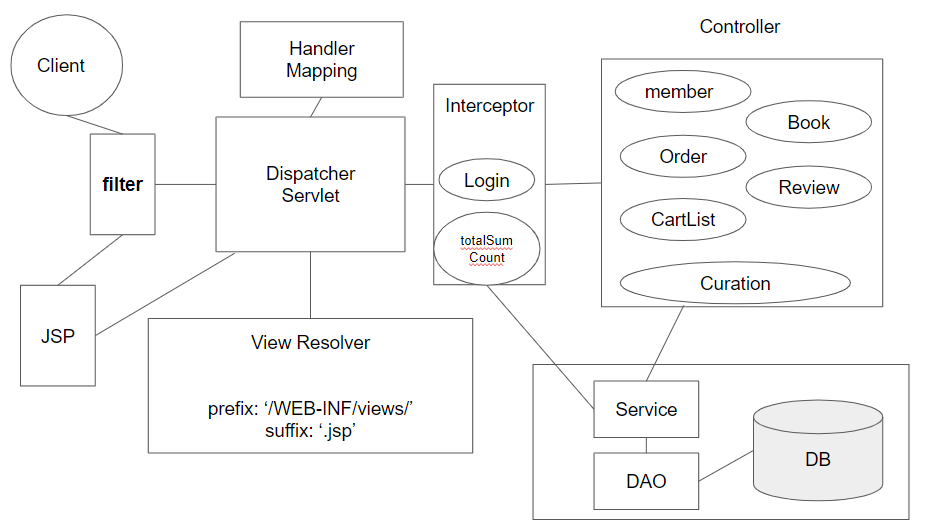 Controller
Client
Handler
Mapping
Interceptor
member
Book
Order
Review
CartList
Curation
filter
Dispatcher
Servlet
Login
totalSum
Count
JSP
View Resolver
prefix: ‘/WEB-INF/views/’
suffix: ‘.jsp’
Service
DAO
DB